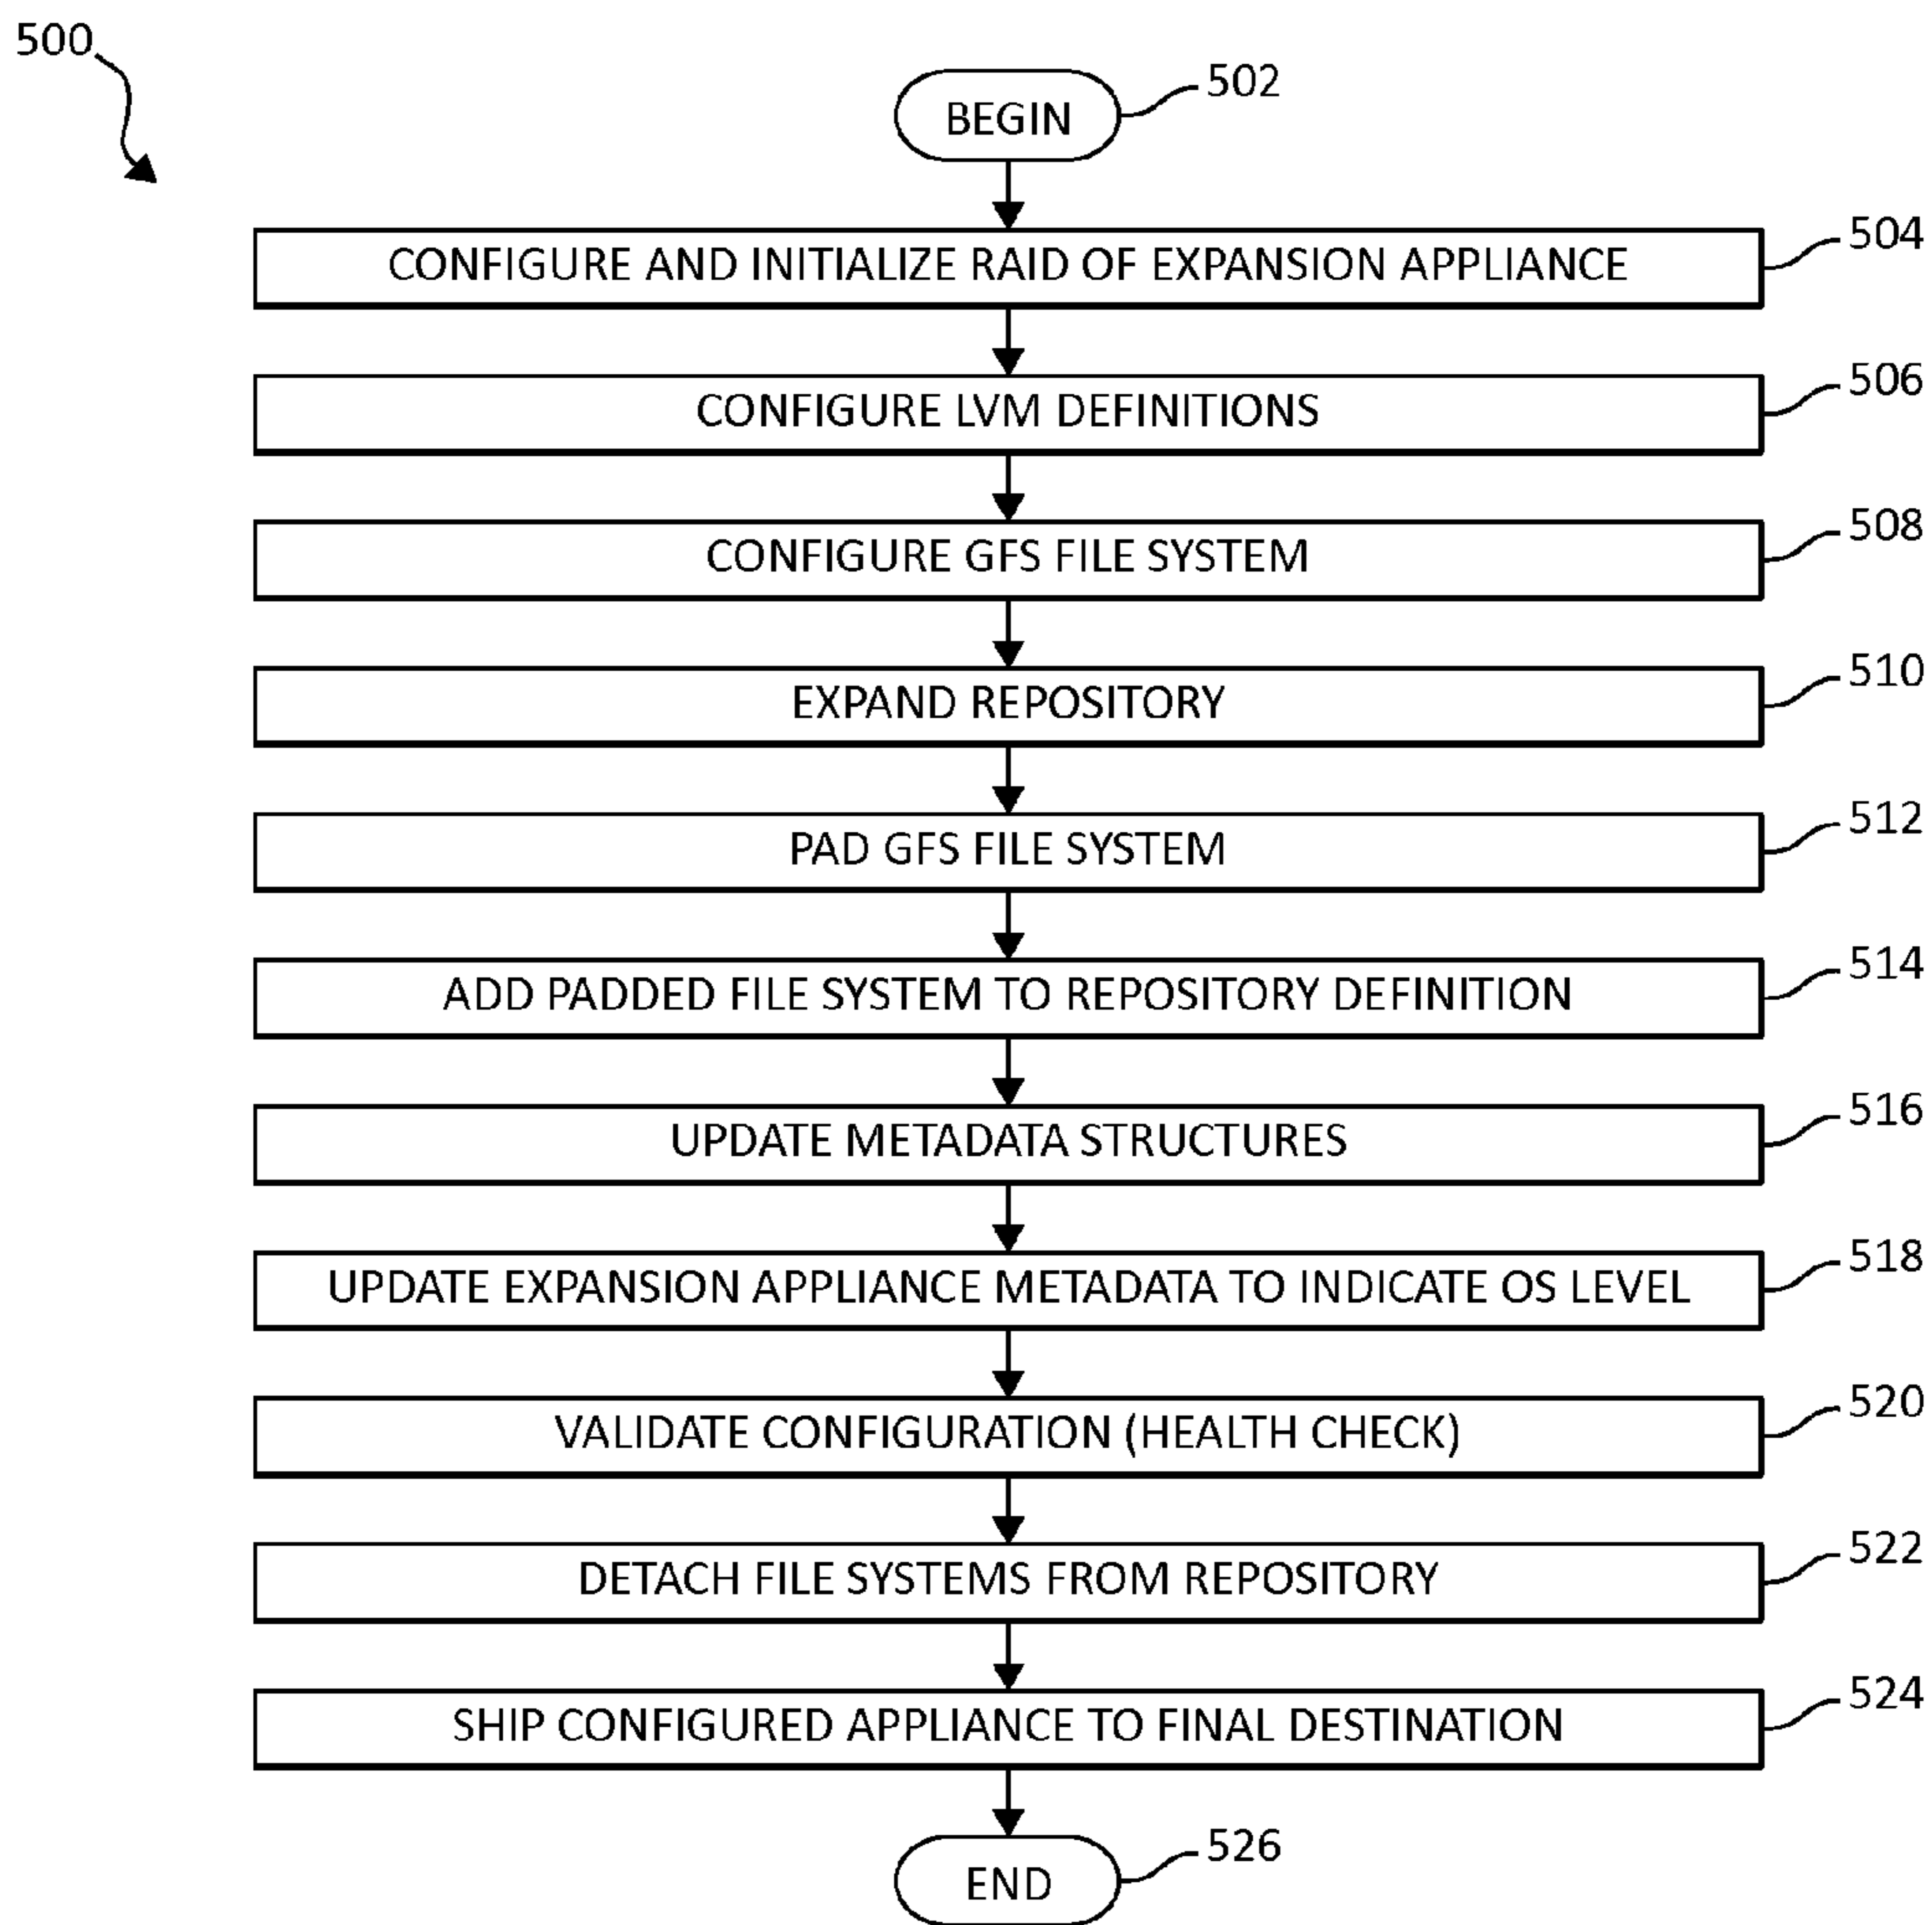 500
BEGIN
502
CONFIGURE AND INITIALIZE RAID OF EXPANSION APPLIANCE
504
CONFIGURE LVM DEFINITIONS
506
CONFIGURE GFS FILE SYSTEM
508
EXPAND REPOSITORY
510
PAD GFS FILE SYSTEM
512
ADD PADDED FILE SYSTEM TO REPOSITORY DEFINITION
514
UPDATE METADATA STRUCTURES
516
UPDATE EXPANSION APPLIANCE METADATA TO INDICATE OS LEVEL
518
VALIDATE CONFIGURATION (HEALTH CHECK)
520
DETACH FILE SYSTEMS FROM REPOSITORY
522
SHIP CONFIGURED APPLIANCE TO FINAL DESTINATION
524
END
526